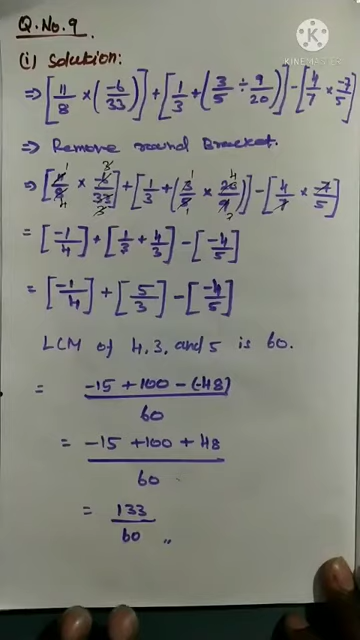 Q.No.9
K
KINEMASTER
(i) Solution:
⇒ [11/8 × (-6/33)] + [1/3 + (3/5 ÷ 9/20)] - [4/7 × -7/5]
⇒ Remove round Bracket.
⇒ [11/8 × -6/33] + [1/3 + (3/5 × 20/9)] - [4/7 × -7/5]
= [-1/4] + [1/3 + 4/3] - [-4/5]
= [-1/4] + [5/3] - [-4/5]
LCM of 4, 3, and 5 is 60.
= -15 + 100 - (-48) / 60
= -15 + 100 + 48 / 60
= 133/60 ,,